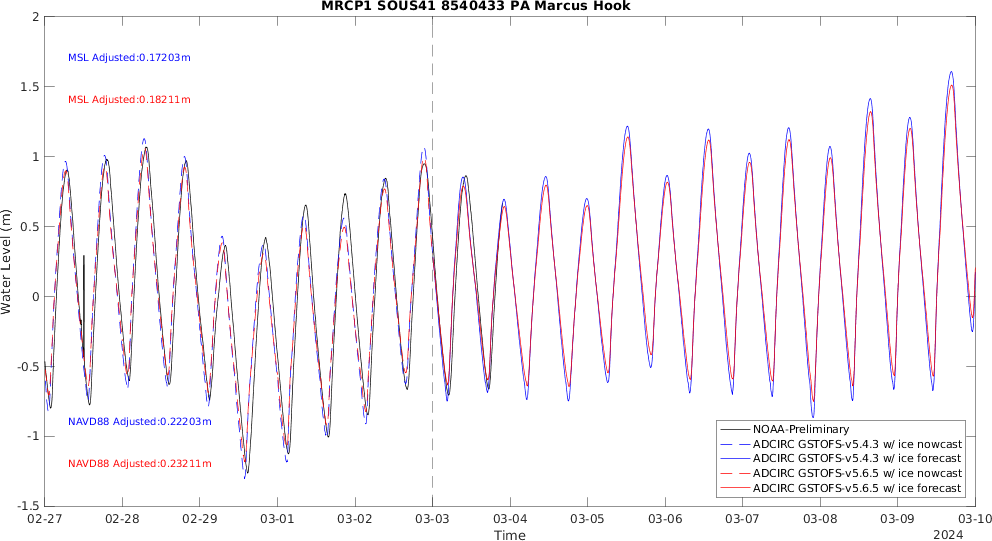 MRCP1 SOUS41 8540433 PA Marcus Hook
Water Level (m)
2
1.5
1
0.5
0
-0.5
-1
-1.5
MSL Adjusted:0.17203m
MSL Adjusted:0.18211m
NAVD88 Adjusted:0.22203m
NAVD88 Adjusted:0.23211m
NOAA-Preliminary
ADCIRC GSTOFS-v5.4.3 w/ ice nowcast
ADCIRC GSTOFS-v5.4.3 w/ ice forecast
ADCIRC GSTOFS-v5.6.5 w/ ice nowcast
ADCIRC GSTOFS-v5.6.5 w/ ice forecast
02-27 02-28 02-29 03-01 03-02 03-03 03-04 03-05 03-06 03-07 03-08 03-09 03-10
Time
2024